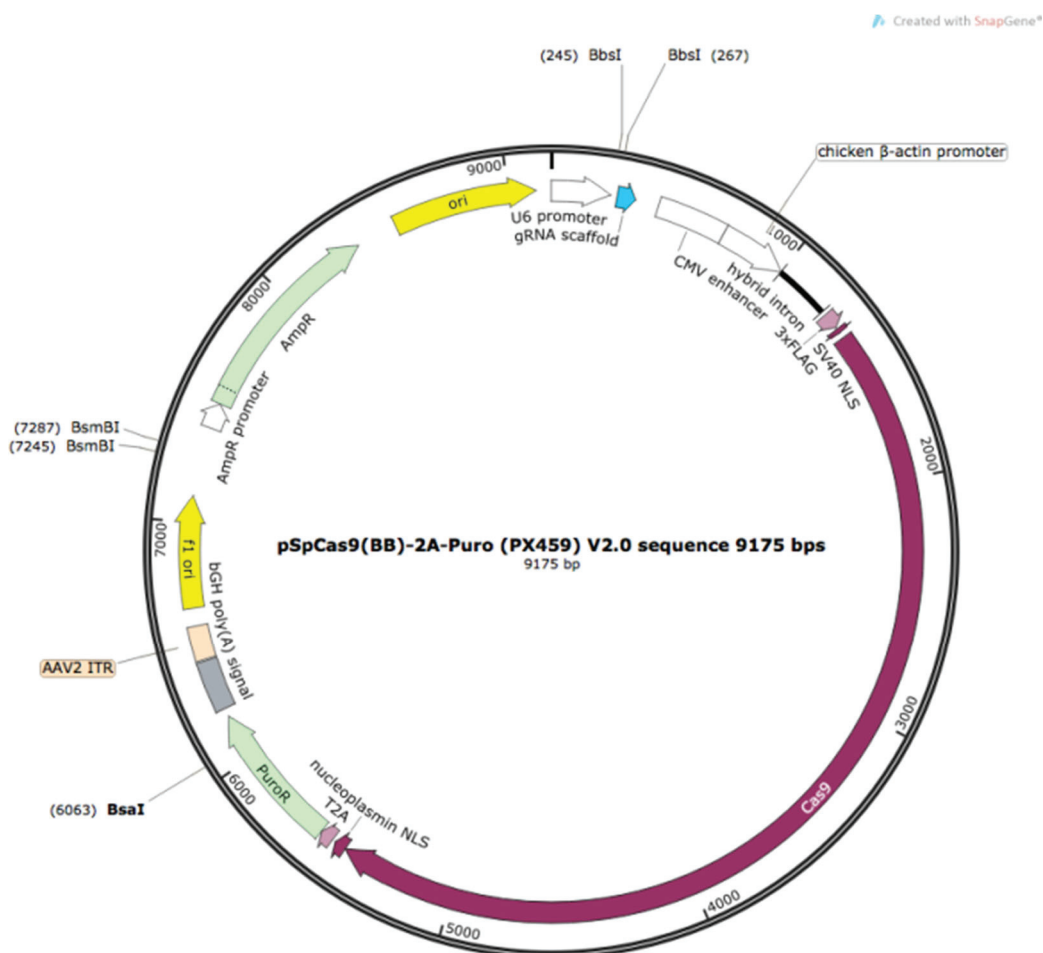 Created with SnapGene®
(245) BbsI
BbsI (267)
chicken β-actin promoter
9000
ori
U6 promoter
gRNA scaffold
1000
CMV enhancer
hybrid intron
3xFLAG
SV40 NLS
8000
AmpR
AmpR promoter
(7287) BsmBI
(7245) BsmBI
2000
7000
f1 ori
pSpCas9(BB)-2A-Puro (PX459) V2.0 sequence 9175 bps
9175 bp
bGH poly(A) signal
AAV2 ITR
3000
PuroR
6000
(6063) BsaI
nucleoplasmin NLS
T2A
Cas9
4000
5000